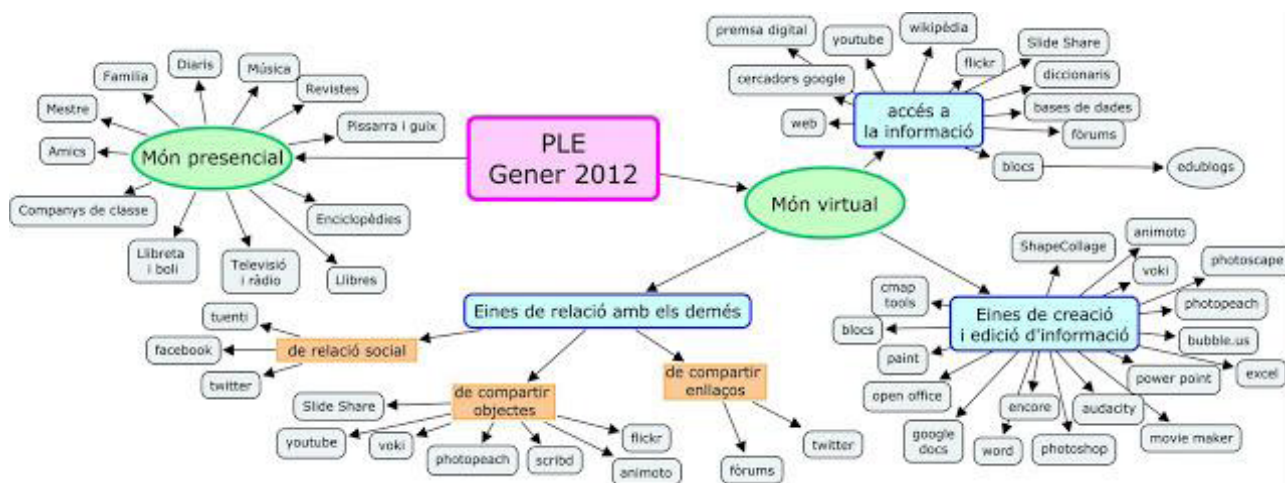 PLE
Gener 2012
Món presencial
Mestre
Família
Diaris
Música
Revistes
Pissarra i guix
Amics
Companys de classe
Llibreta
i boli
Televisió
i ràdio
Llibres
Enciclopèdies
Món virtual
accés a
la informació
premsa digital
youtube
wikipèdia
Slide Share
flickr
cercadors google
diccionaris
bases de dades
web
fòrums
blocs
edublogs
Eines de relació amb els demés
de relació social
tuenti
facebook
twitter
de compartir
objectes
Slide Share
youtube
voki
photopeach
scribd
animoto
flickr
de compartir
enllaços
fòrums
twitter
Eines de creació
i edició d'informació
ShapeCollage
animoto
voki
photoscape
photopeach
cmap
tools
blocs
bubble.us
paint
excel
power point
open office
encore
audacity
google
docs
word
photoshop
movie maker